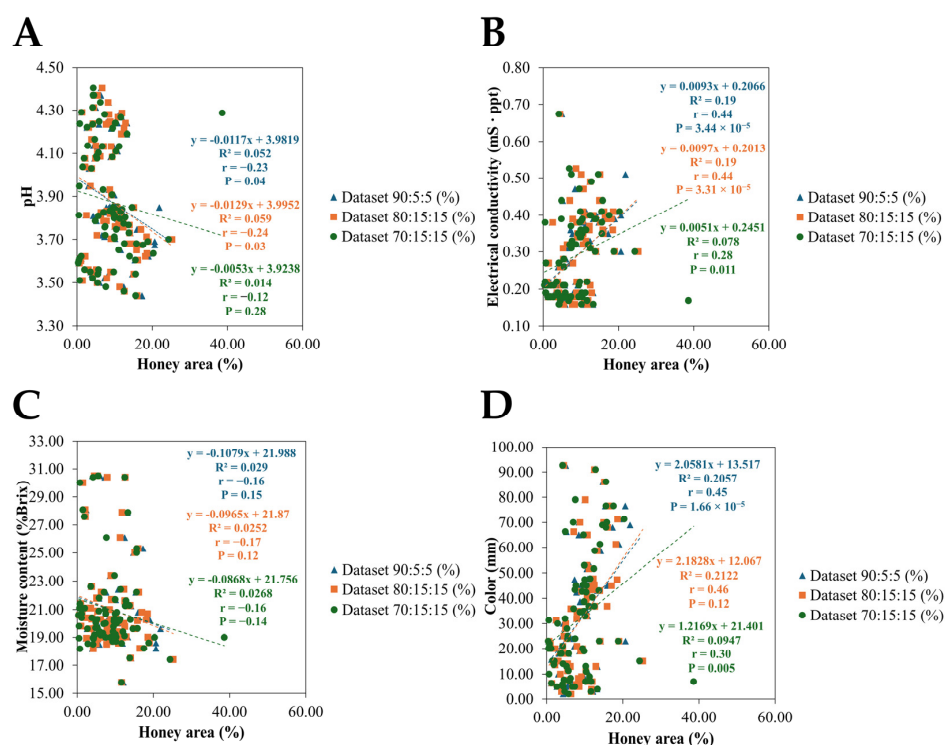 A
4.50
4.30
4.10
3.90
3.70
3.50
3.30
pH
0.00
20.00
40.00
60.00
Honey area (%)
y = -0.0117x + 3.9819
R² = 0.052
r = −0.23
P − 0.04
y = -0.0129x + 3.9952
R² = 0.059
r = −0.24
P − 0.03
y = -0.0053x + 3.9238
R² = 0.014
r = −0.12
P = 0.28
Dataset 90:5:5 (%)
Dataset 80:15:15 (%)
Dataset 70:15:15 (%)
B
0.80
0.70
0.60
0.50
0.40
0.30
0.20
0.10
Electrical conductivity (mS · ppt)
0.00
20.00
40.00
60.00
Honey area (%)
y = 0.0093x + 0.2066
R² = 0.19
r − 0.44
P = 3.44 × 10⁻⁵
y − 0.0097x + 0.2013
R² = 0.19
r = 0.44
P = 3.31 × 10⁻⁵
y = 0.0051x + 0.2451
R² = 0.078
r = 0.28
P = 0.011
Dataset 90:5:5 (%)
Dataset 80:15:15 (%)
Dataset 70:15:15 (%)
C
33.00
31.00
29.00
27.00
25.00
23.00
21.00
19.00
17.00
15.00
Moisture content (%Brix)
0.00
20.00
40.00
60.00
Honey area (%)
y = -0.1079x + 21.988
R² = 0.029
r = −0.16
P = 0.15
y = -0.0965x + 21.87
R² = 0.0252
r = −0.17
P = 0.12
y = -0.0868x + 21.756
R² = 0.0268
r = −0.16
P = −0.14
Dataset 90:5:5 (%)
Dataset 80:15:15 (%)
Dataset 70:15:15 (%)
D
100.00
90.00
80.00
70.00
60.00
50.00
40.00
30.00
20.00
10.00
0.00
Color (mm)
0.00
20.00
40.00
60.00
Honey area (%)
y = 2.0581x + 13.517
R² = 0.2057
r = 0.45
P = 1.66 × 10⁻⁵
y = 2.1828x + 12.067
R² = 0.2122
r = 0.46
P = 0.12
y = 1.2169x + 21.401
R² = 0.0947
r = 0.30
P = 0.005
Dataset 90:5:5 (%)
Dataset 80:15:15 (%)
Dataset 70:15:15 (%)